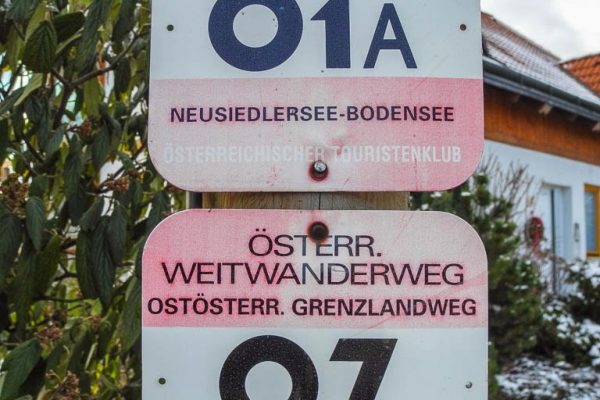 01A
NEUSIEDLERSEE-BODENSEE
ÖSTERREICHISCHER TOURISTENKLUB
ÖSTERR.
WEITWANDERWEG
OSTÖSTERR. GRENZLANDWEG
07